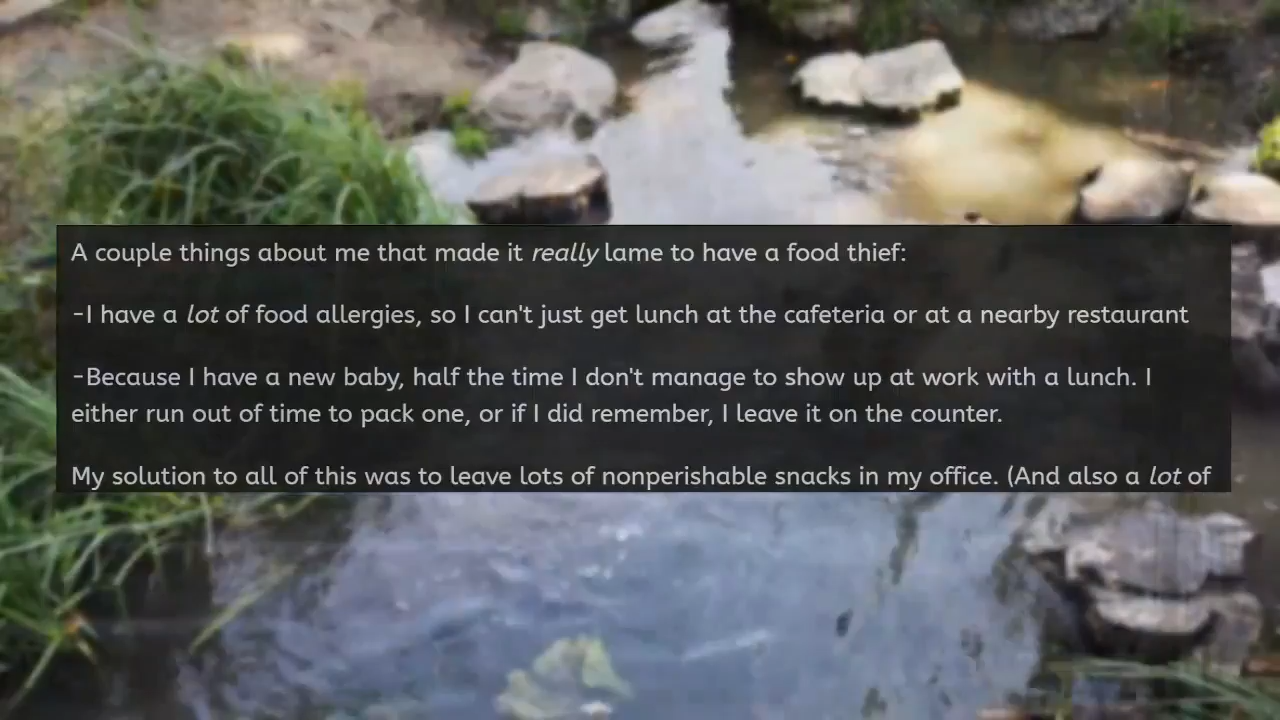 A couple things about me that made it really lame to have a food thief:
-I have a lot of food allergies, so I can't just get lunch at the cafeteria or at a nearby restaurant
-Because I have a new baby, half the time I don't manage to show up at work with a lunch. I
either run out of time to pack one, or if I did remember, I leave it on the counter.
My solution to all of this was to leave lots of nonperishable snacks in my office. (And also a lot of